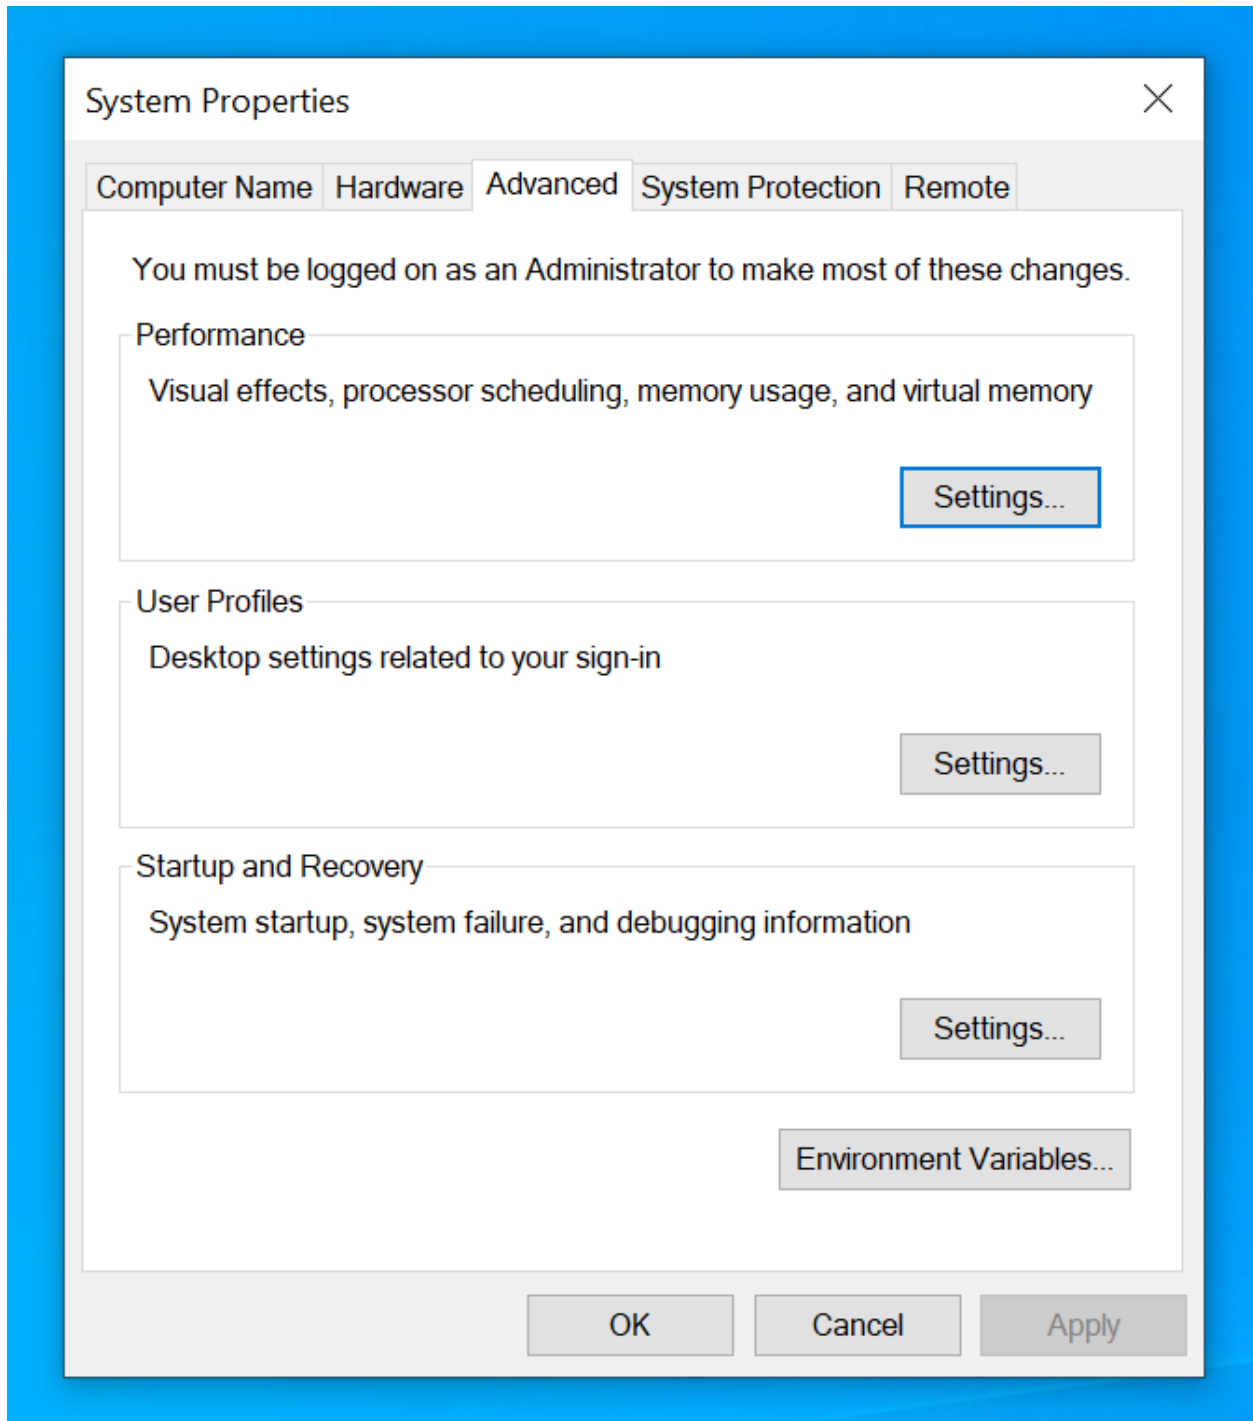 System Properties
Computer Name Hardware Advanced System Protection Remote
You must be logged on as an Administrator to make most of these changes.
Performance
Visual effects, processor scheduling, memory usage, and virtual memory
Settings...
User Profiles
Desktop settings related to your sign-in
Settings...
Startup and Recovery
System startup, system failure, and debugging information
Settings...
Environment Variables...
OK Cancel Apply